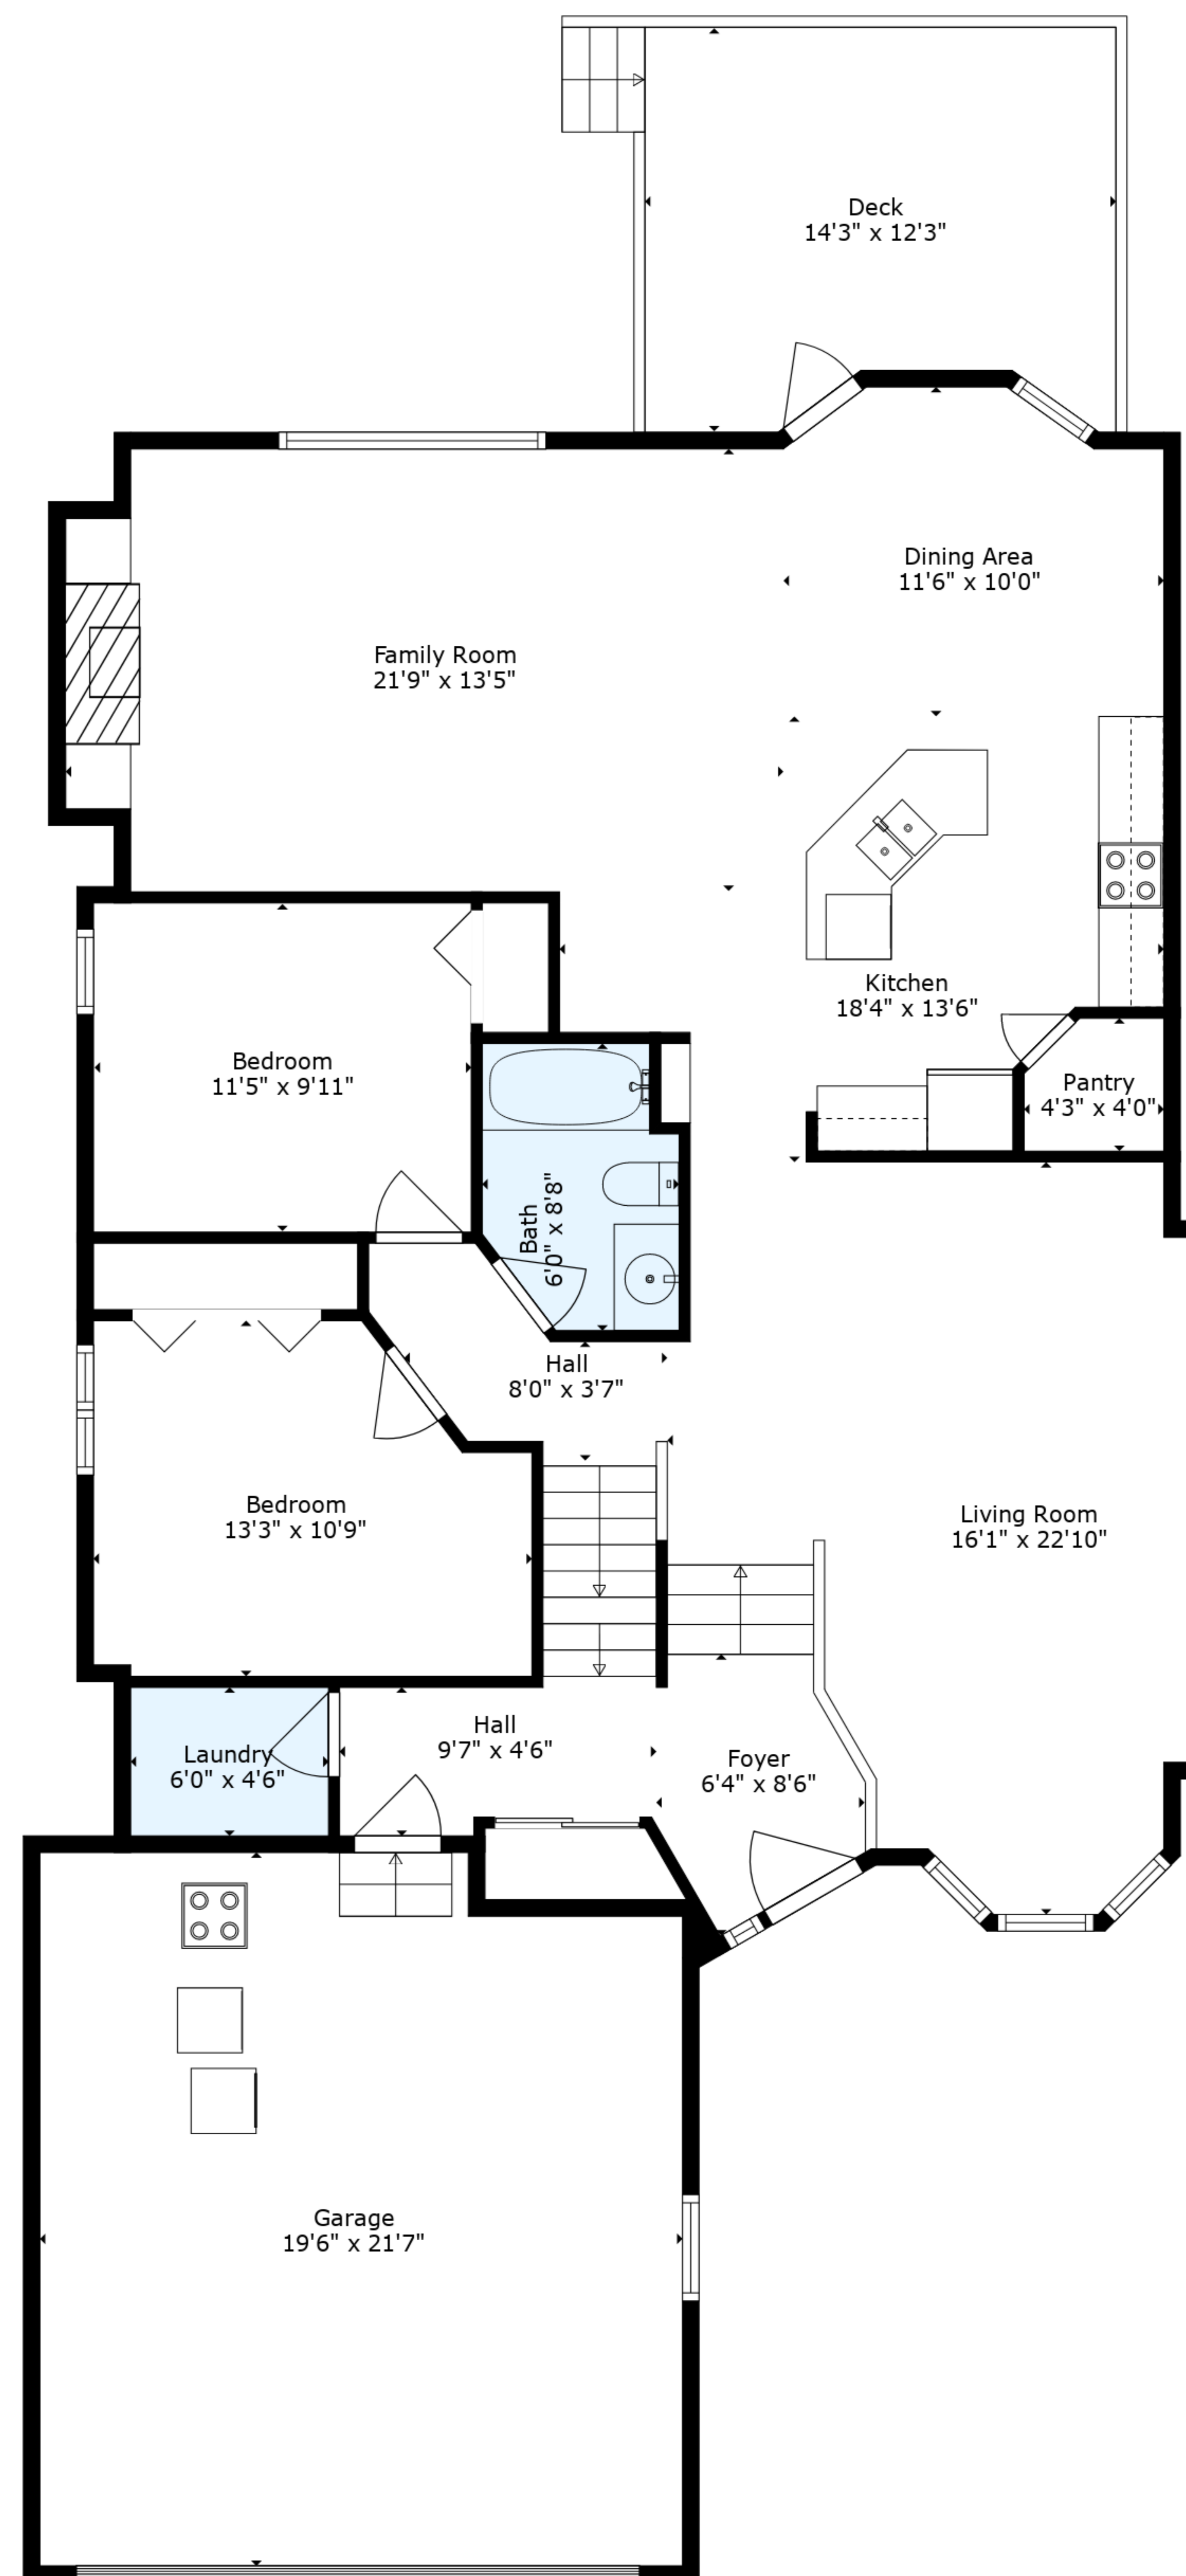 Deck
14'3" x 12'3"
Dining Area
11'6" x 10'0"
Family Room
21'9" x 13'5"
Kitchen
18'4" x 13'6"
Bedroom
11'5" x 9'11"
Pantry
4'3" x 4'0"
Bath
6'0" x 8'8"
Hall
8'0" x 3'7"
Bedroom
13'3" x 10'9"
Living Room
16'1" x 22'10"
Hall
9'7" x 4'6"
Laundry
6'0" x 4'6"
Foyer
6'4" x 8'6"
Garage
19'6" x 21'7"